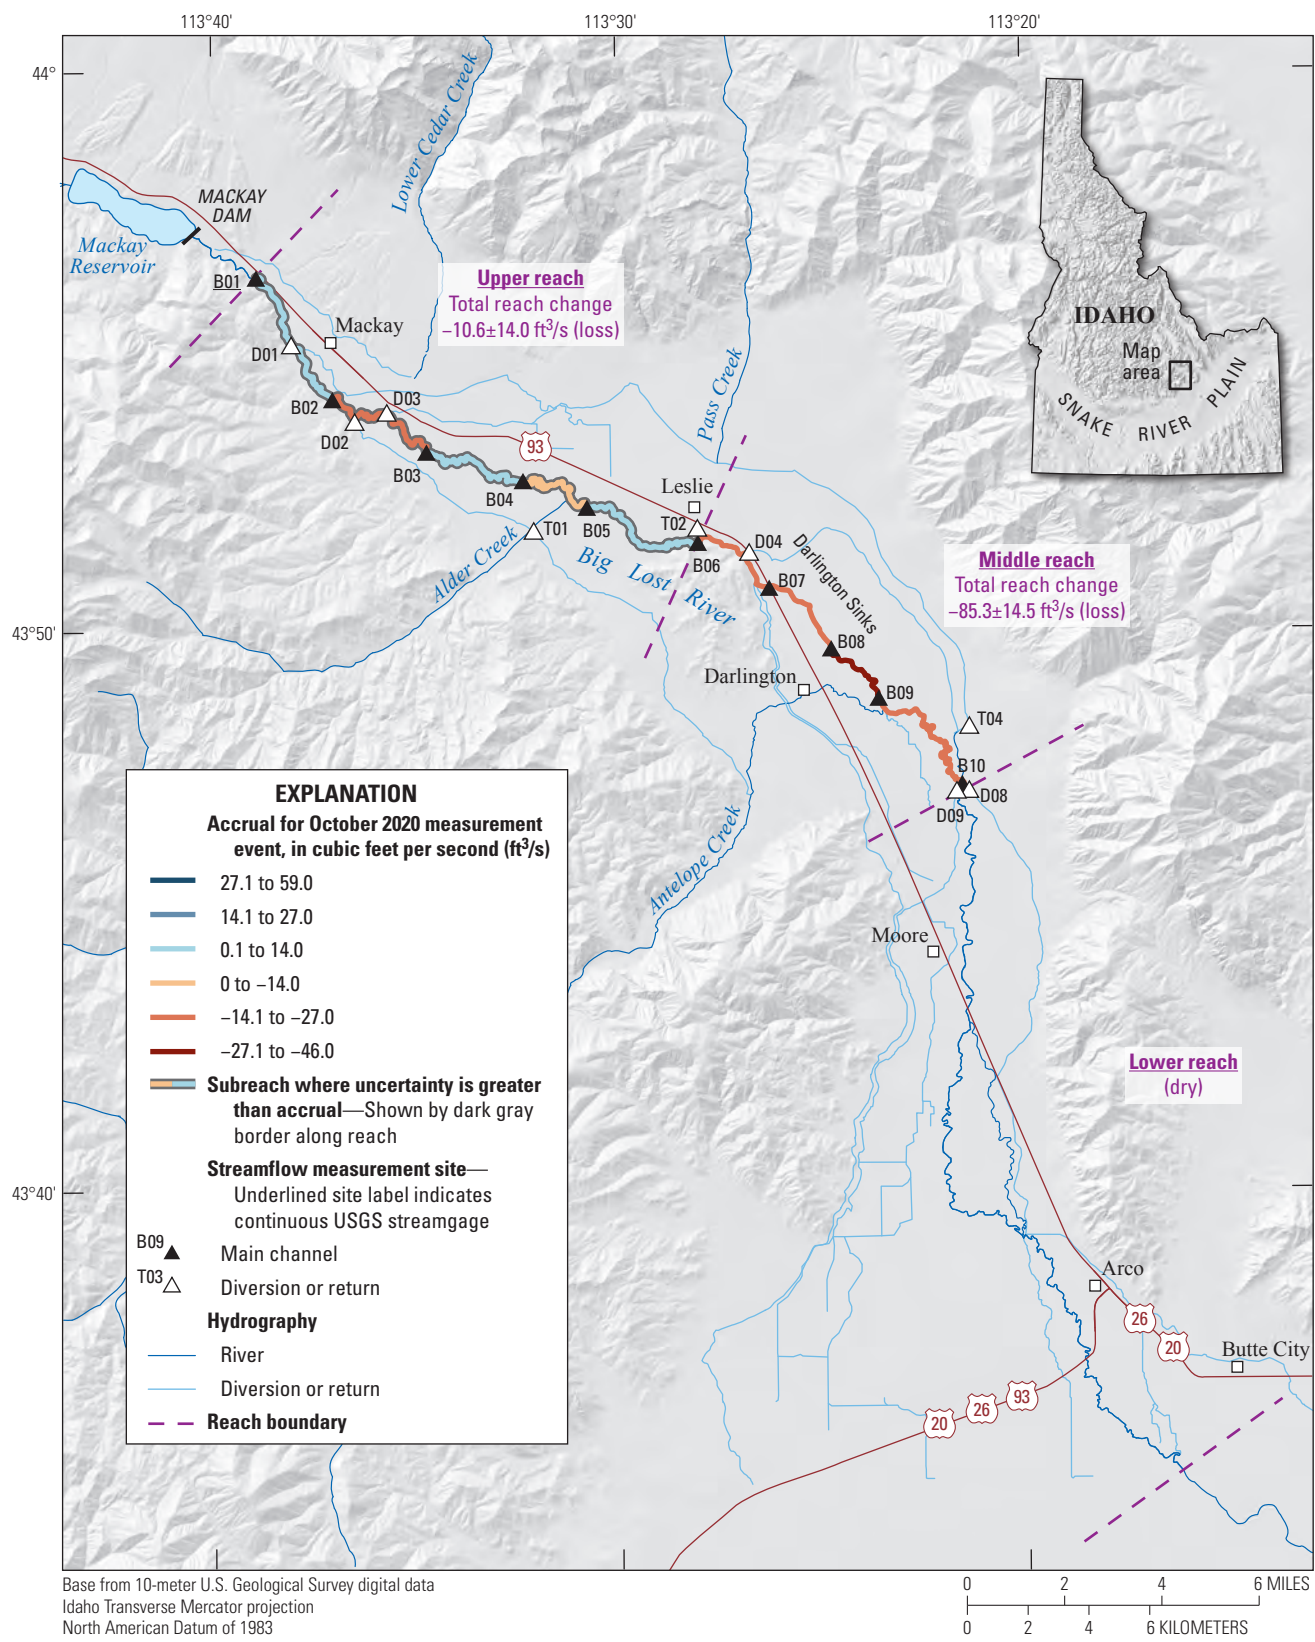 113°40'
113°30'
113°20'
44°
43°50'
43°40'
MACKAY
DAM
Mackay
Reservoir
Lower Cedar Creek
Pass Creek
B01
Mackay
D01
B02
D02
D03
B03
B04
B05
T01
Alder Creek
Big Lost River
93
Leslie
T02
B06
D04
B07
Darlington Sinks
B08
Darlington
B09
T04
B10
D08
D09
Antelope Creek
Moore
Arco
Butte City
26
20
20
26
93
Upper reach
Total reach change
−10.6±14.0 ft³/s (loss)
Middle reach
Total reach change
−85.3±14.5 ft³/s (loss)
Lower reach
(dry)
IDAHO
Map
area
SNAKE RIVER PLAIN
EXPLANATION
Accrual for October 2020 measurement
event, in cubic feet per second (ft³/s)
27.1 to 59.0
14.1 to 27.0
0.1 to 14.0
0 to −14.0
−14.1 to −27.0
−27.1 to −46.0
Subreach where uncertainty is greater
than accrual—Shown by dark gray
border along reach
Streamflow measurement site—
Underlined site label indicates
continuous USGS streamgage
B09
Main channel
T03
Diversion or return
Hydrography
River
Diversion or return
Reach boundary
Base from 10-meter U.S. Geological Survey digital data
Idaho Transverse Mercator projection
North American Datum of 1983
0 2 4 6 MILES
0 2 4 6 KILOMETERS